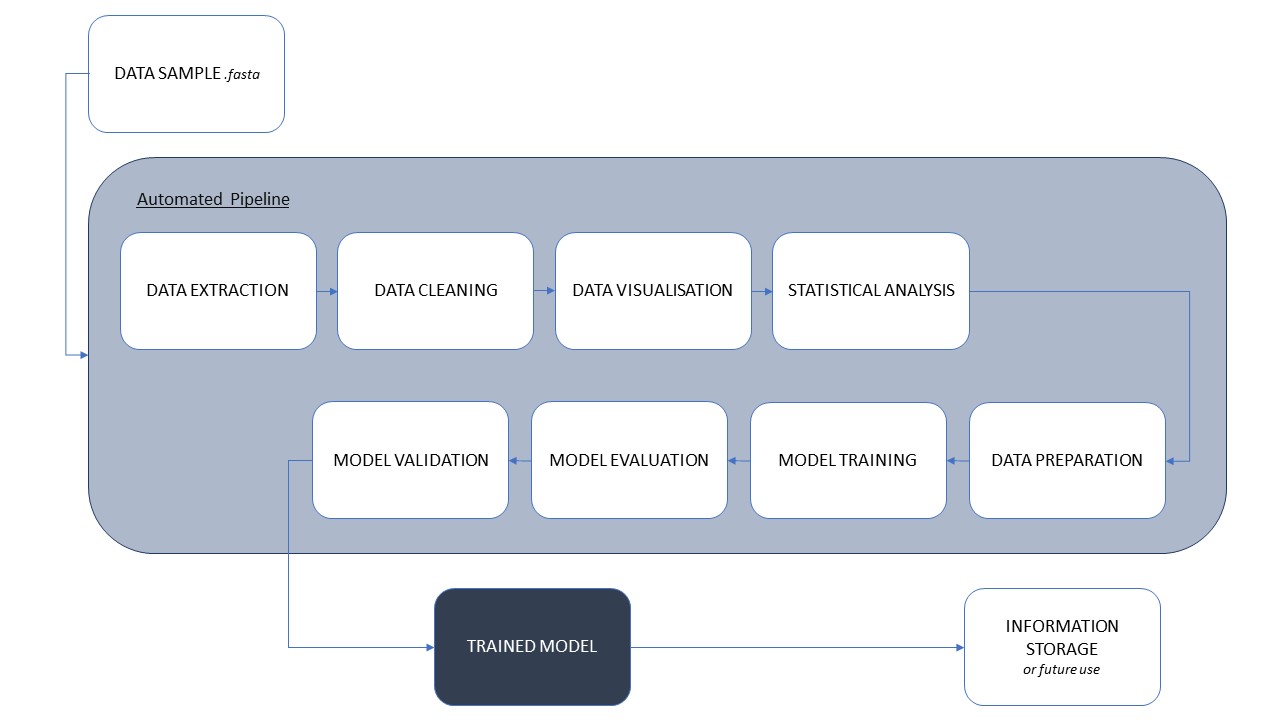 DATA SAMPLE .fasta
Automated Pipeline
DATA EXTRACTION
DATA CLEANING
DATA VISUALISATION
STATISTICAL ANALYSIS
DATA PREPARATION
MODEL TRAINING
MODEL EVALUATION
MODEL VALIDATION
TRAINED MODEL
INFORMATION
STORAGE
or future use